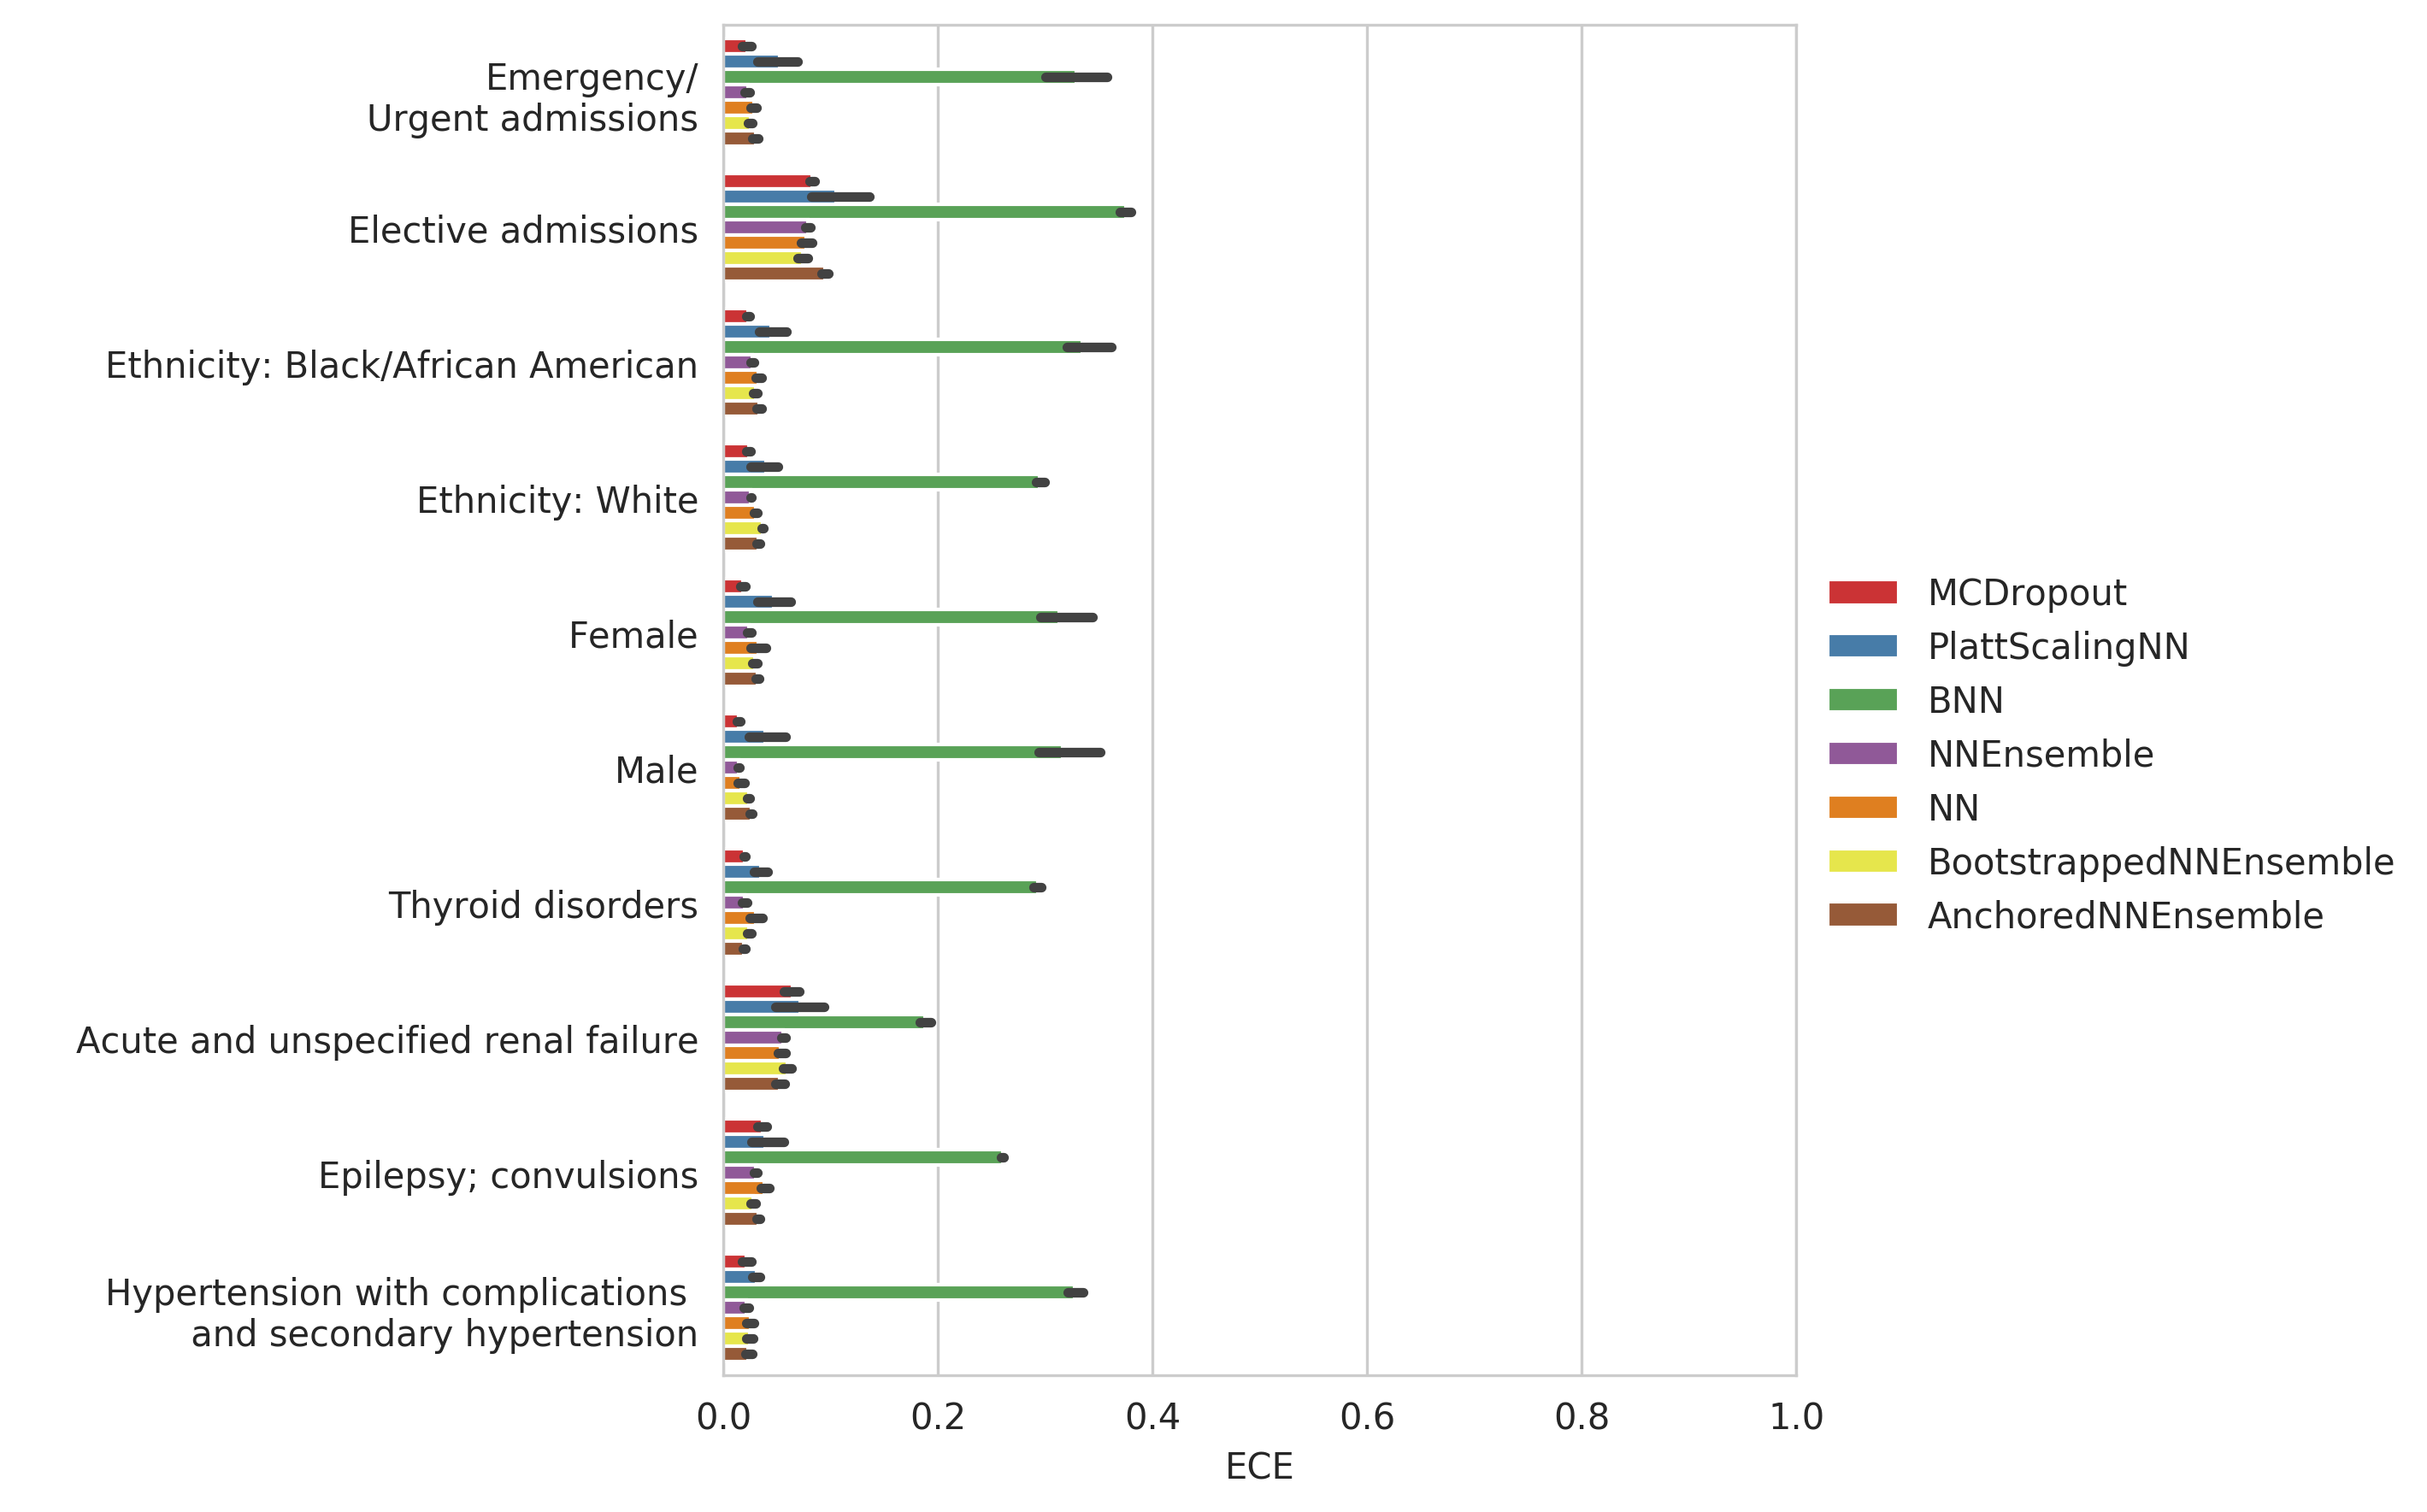 Emergency/
Urgent admissions
Elective admissions
Ethnicity: Black/African American
Ethnicity: White
Female
Male
Thyroid disorders
Acute and unspecified renal failure
Epilepsy; convulsions
Hypertension with complications
and secondary hypertension
0.0 0.2 0.4 0.6 0.8 1.0
ECE
MCDropout
PlattScalingNN
BNN
NNEnsemble
NN
BootstrappedNNEnsemble
AnchoredNNEnsemble